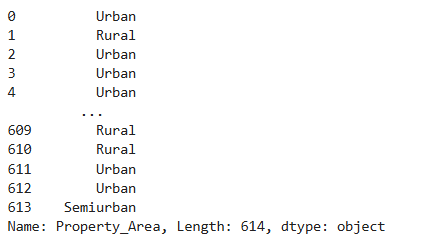 0          Urban
1          Rural
2          Urban
3          Urban
4          Urban
         ...
609        Rural
610        Rural
611        Urban
612        Urban
613    Semiurban
Name: Property_Area, Length: 614, dtype: object